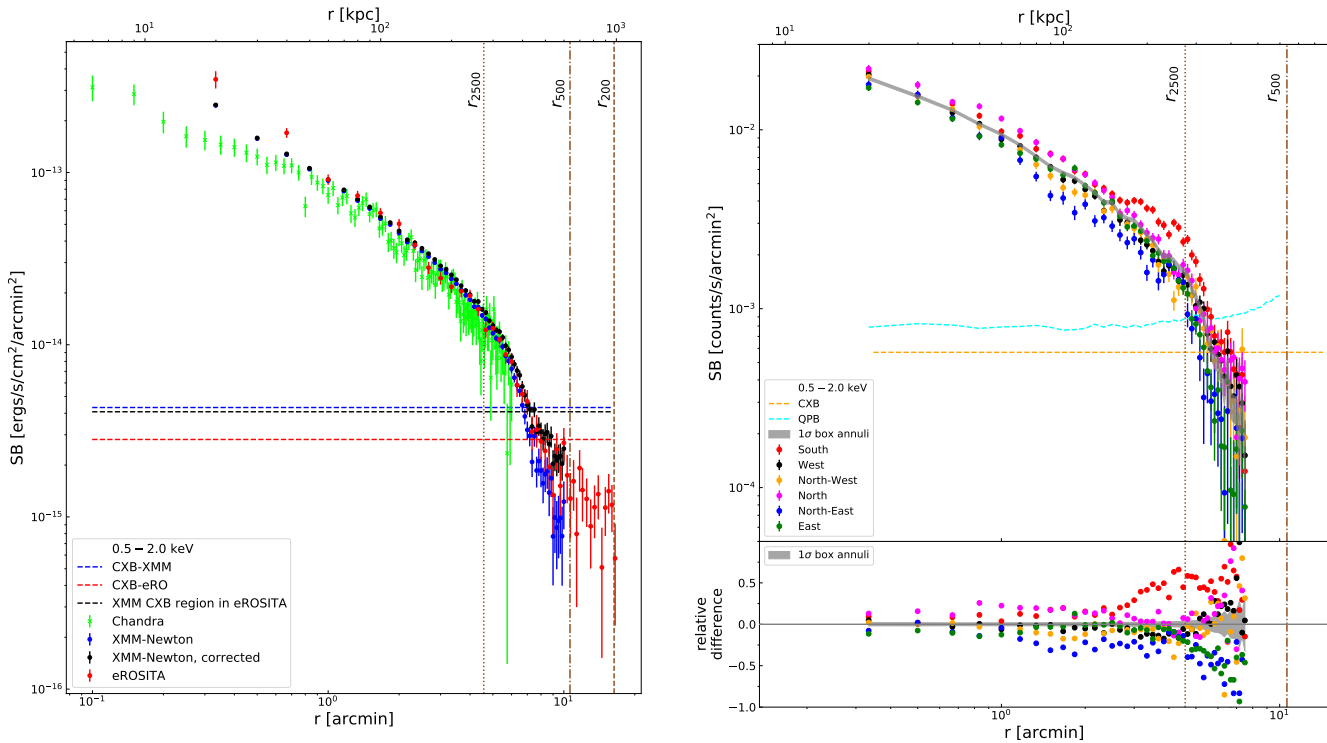 r [kpc]
10¹ 10² 10³
SB [ergs/s/cm²/arcmin²]
10⁻¹³
10⁻¹⁴
10⁻¹⁵
10⁻¹⁶
r₂₅₀₀
r₅₀₀
r₂₀₀
0.5 − 2.0 keV
CXB-XMM
CXB-eRO
XMM CXB region in eROSITA
Chandra
XMM-Newton
XMM-Newton, corrected
eROSITA
10⁻¹ 10⁰ 10¹
r [arcmin]
r [kpc]
10¹ 10²
SB [counts/s/arcmin²]
10⁻²
10⁻³
10⁻⁴
r₂₅₀₀
r₅₀₀
0.5 − 2.0 keV
CXB
QPB
1σ box annuli
South
West
North-West
North
North-East
East
relative
difference
1σ box annuli
0.5
0.0
−0.5
−1.0
10⁰ 10¹
r [arcmin]